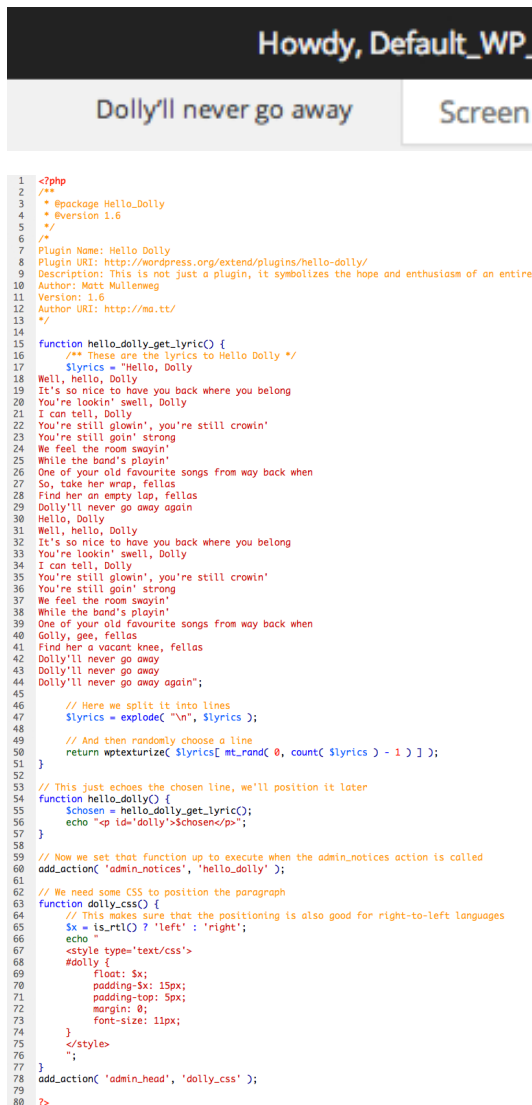 Howdy, Default_WP_
Dolly’ll never go away
Screen
1 <?php
2 /**
3  * @package Hello_Dolly
4  * @version 1.6
5  */
6 /*
7 Plugin Name: Hello Dolly
8 Plugin URI: http://wordpress.org/extend/plugins/hello-dolly/
9 Description: This is not just a plugin, it symbolizes the hope and enthusiasm of an entire
10 Author: Matt Mullenweg
11 Version: 1.6
12 Author URI: http://ma.tt/
13 */
14
15 function hello_dolly_get_lyric() {
16 /** These are the lyrics to Hello Dolly */
17 $lyrics = "Hello, Dolly
18 Well, hello, Dolly
19 It's so nice to have you back where you belong
20 You're lookin' swell, Dolly
21 I can tell, Dolly
22 You're still glowin', you're still crowin'
23 You're still goin' strong
24 We feel the room swayin'
25 While the band's playin'
26 One of your old favourite songs from way back when
27 So, take her wrap, fellas
28 Find her an empty lap, fellas
29 Dolly'll never go away again
30 Hello, Dolly
31 Well, hello, Dolly
32 It's so nice to have you back where you belong
33 You're lookin' swell, Dolly
34 I can tell, Dolly
35 You're still glowin', you're still crowin'
36 You're still goin' strong
37 We feel the room swayin'
38 While the band's playin'
39 One of your old favourite songs from way back when
40 Golly, gee, fellas
41 Find her a vacant knee, fellas
42 Dolly'll never go away
43 Dolly'll never go away
44 Dolly'll never go away again";
45
46 // Here we split it into lines
47 $lyrics = explode( "\n", $lyrics );
48
49 // And then randomly choose a line
50 return wptexturize( $lyrics[ mt_rand( 0, count( $lyrics ) - 1 ) ] );
51 }
52
53 // This just echoes the chosen line, we'll position it later
54 function hello_dolly() {
55 $chosen = hello_dolly_get_lyric();
56 echo "<p id='dolly'>$chosen</p>";
57 }
58
59 // Now we set that function up to execute when the admin_notices action is called
60 add_action( 'admin_notices', 'hello_dolly' );
61
62 // We need some CSS to position the paragraph
63 function dolly_css() {
64 // This makes sure that the positioning is also good for right-to-left languages
65 $x = is_rtl() ? 'left' : 'right';
66 echo "
67 <style type='text/css'>
68 #dolly {
69 float: $x;
70 padding-$x: 15px;
71 padding-top: 5px;
72 margin: 0;
73 font-size: 11px;
74 }
75 </style>
76 ";
77 }
78 add_action( 'admin_head', 'dolly_css' );
79
80 ?>